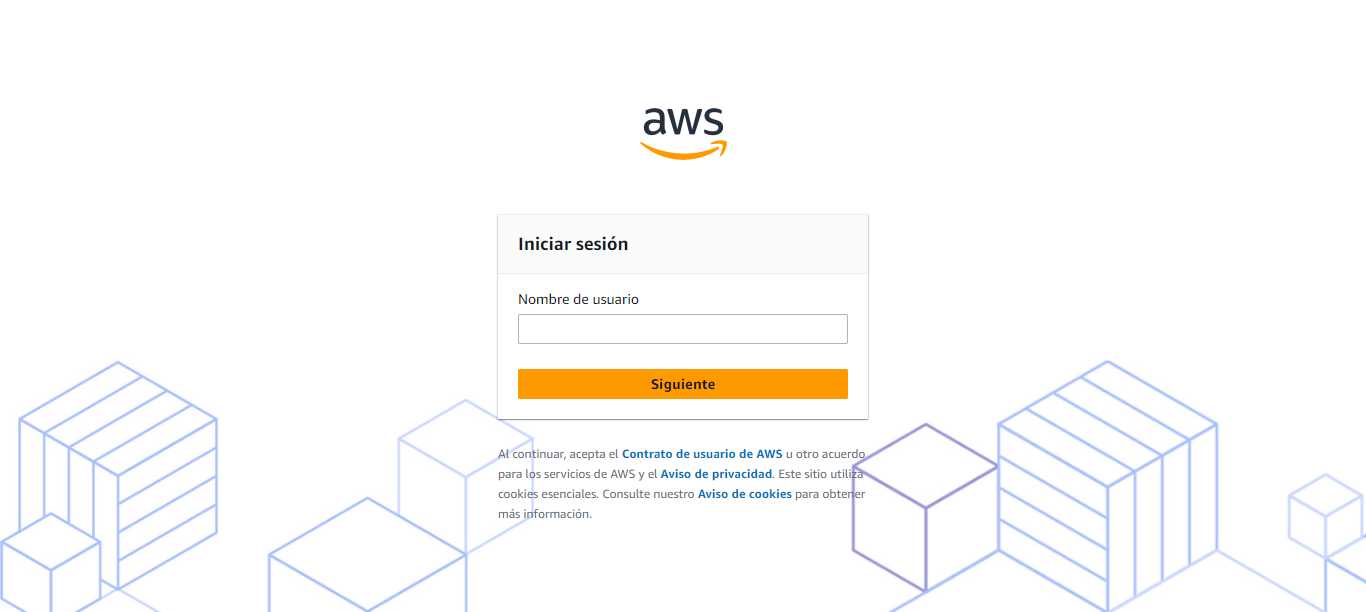 aws
Iniciar sesión
Nombre de usuario
Siguiente
Al continuar, acepta el Contrato de usuario de AWS u otro acuerdo
para los servicios de AWS y el Aviso de privacidad. Este sitio utiliza
cookies esenciales. Consulte nuestro Aviso de cookies para obtener
más información.